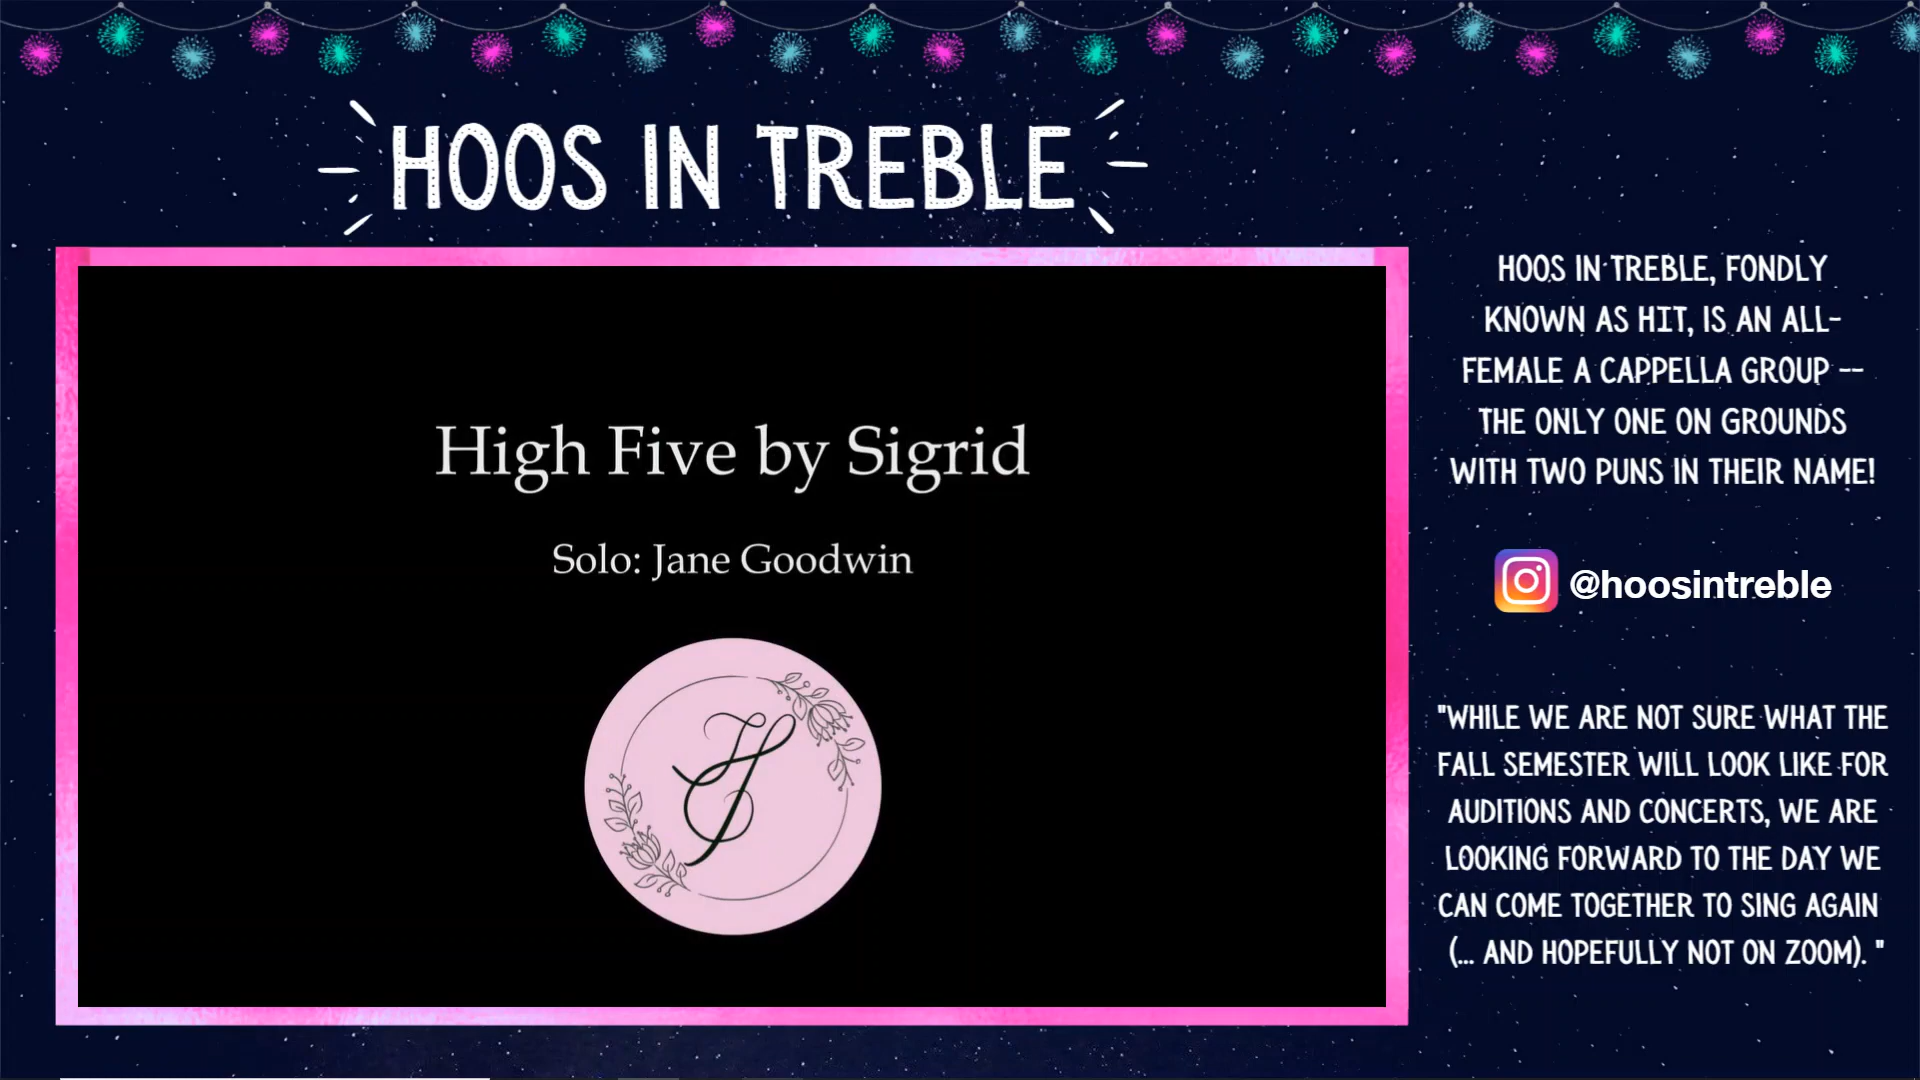 HOOS IN TREBLE
High Five by Sigrid
Solo: Jane Goodwin
H
HOOS IN TREBLE, FONDLY
KNOWN AS HIT, IS AN ALL-
FEMALE A CAPPELLA GROUP --
THE ONLY ONE ON GROUNDS
WITH TWO PUNS IN THEIR NAME!
@hoosintreble
"WHILE WE ARE NOT SURE WHAT THE
FALL SEMESTER WILL LOOK LIKE FOR
AUDITIONS AND CONCERTS, WE ARE
LOOKING FORWARD TO THE DAY WE
CAN COME TOGETHER TO SING AGAIN
(... AND HOPEFULLY NOT ON ZOOM). "